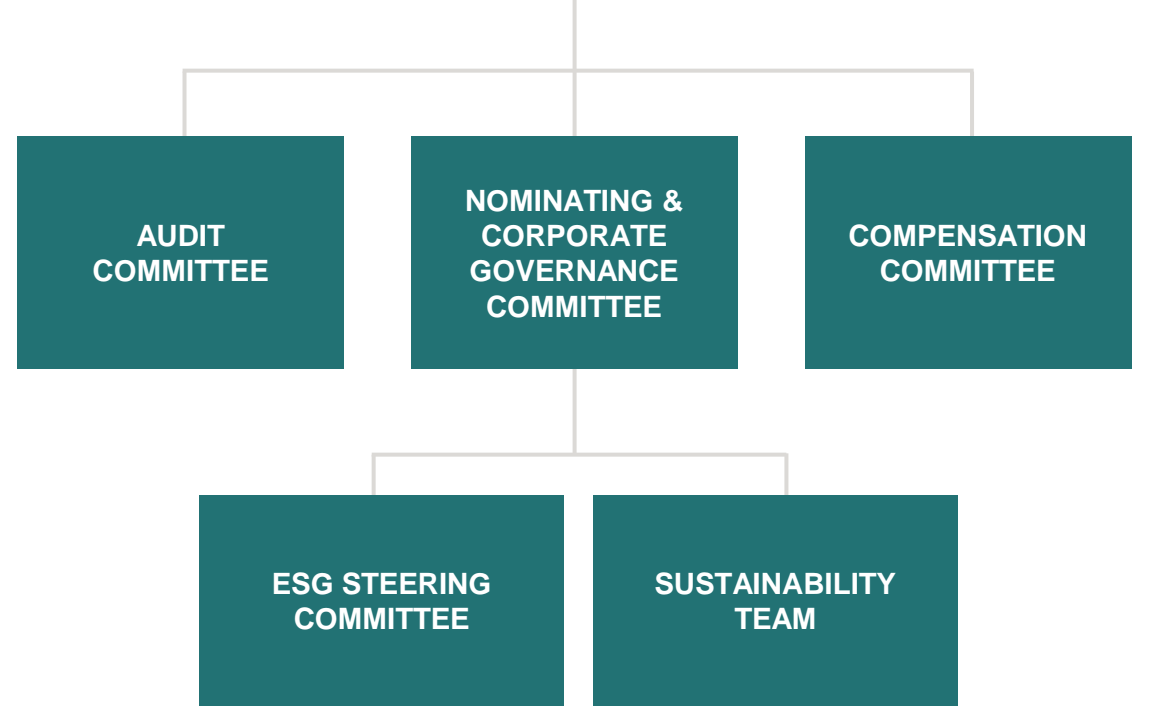 AUDIT
COMMITTEE
NOMINATING &
CORPORATE
GOVERNANCE
COMMITTEE
COMPENSATION
COMMITTEE
ESG STEERING
COMMITTEE
SUSTAINABILITY
TEAM